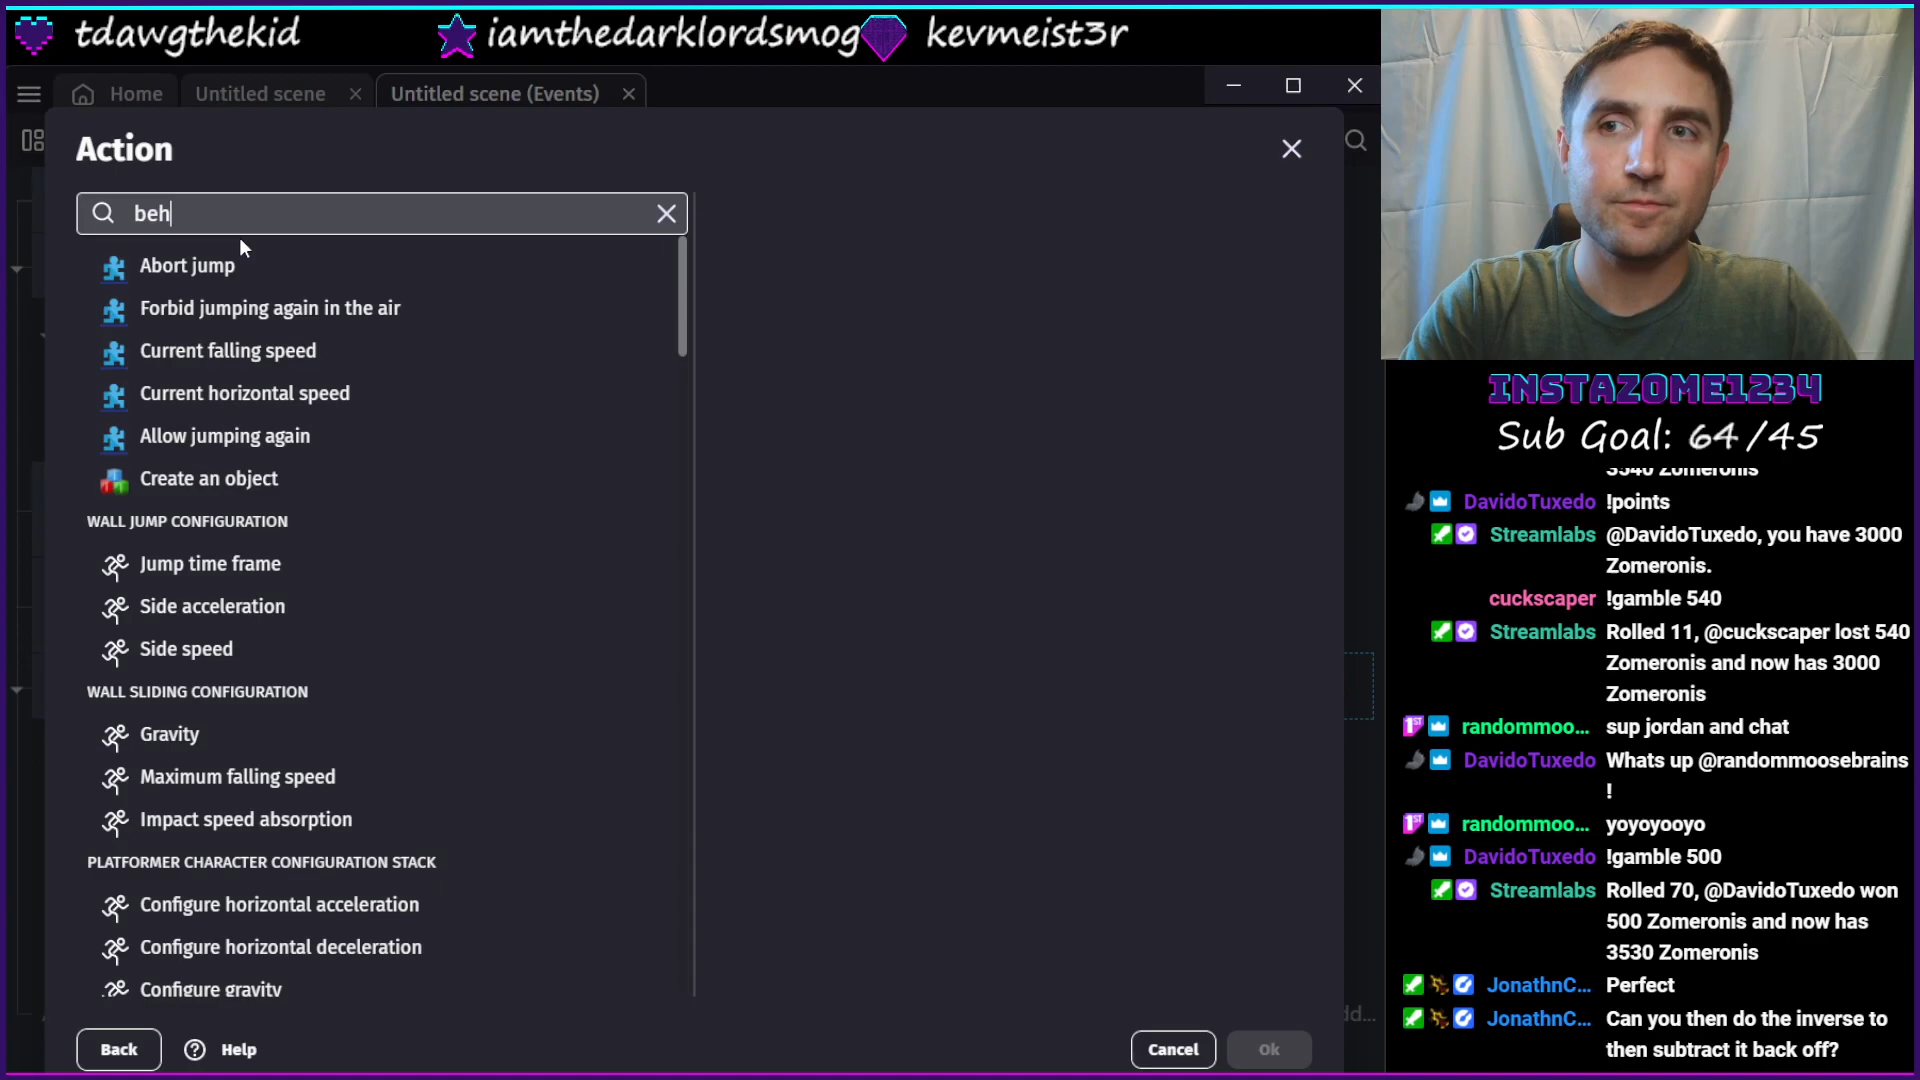 tdawgthekid
iamthedarklordsmog
kevmeist3r
Home
Untitled scene
Untitled scene (Events)
Action
beh
Abort jump
Forbid jumping again in the air
Current falling speed
Current horizontal speed
Allow jumping again
Create an object
WALL JUMP CONFIGURATION
Jump time frame
Side acceleration
Side speed
WALL SLIDING CONFIGURATION
Gravity
Maximum falling speed
Impact speed absorption
PLATFORMER CHARACTER CONFIGURATION STACK
Configure horizontal acceleration
Configure horizontal deceleration
Configure gravity
Back
Help
Cancel
Ok
dd...
INSTAZOME1234
Sub Goal: 64/45
3540 Zomeronis
DavidoTuxedo !points
Streamlabs @DavidoTuxedo, you have 3000
Zomeronis.
cuckscaper !gamble 540
Streamlabs Rolled 11, @cuckscaper lost 540
Zomeronis and now has 3000
Zomeronis
randommoo... sup jordan and chat
DavidoTuxedo Whats up @randommoosebrains
!
randommoo... yoyoyooyo
DavidoTuxedo !gamble 500
Streamlabs Rolled 70, @DavidoTuxedo won
500 Zomeronis and now has
3530 Zomeronis
JonathnC... Perfect
JonathnC... Can you then do the inverse to
then subtract it back off?